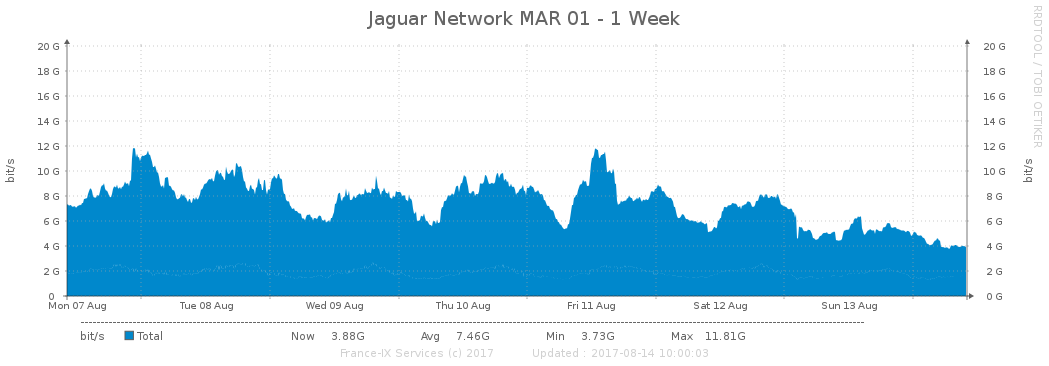 Jaguar Network MAR 01 - 1 Week
RRDTOOL / TOBI OETIKER
bit/s
bit/s
20 G 20 G
18 G 18 G
16 G 16 G
14 G 14 G
12 G 12 G
10 G 10 G
8 G 8 G
6 G 6 G
4 G 4 G
2 G 2 G
0 0 G
Mon 07 Aug Tue 08 Aug Wed 09 Aug Thu 10 Aug Fri 11 Aug Sat 12 Aug Sun 13 Aug
bit/s Total Now 3.88G Avg 7.46G Min 3.73G Max 11.81G
France-IX Services (c) 2017 Updated : 2017-08-14 10:00:03